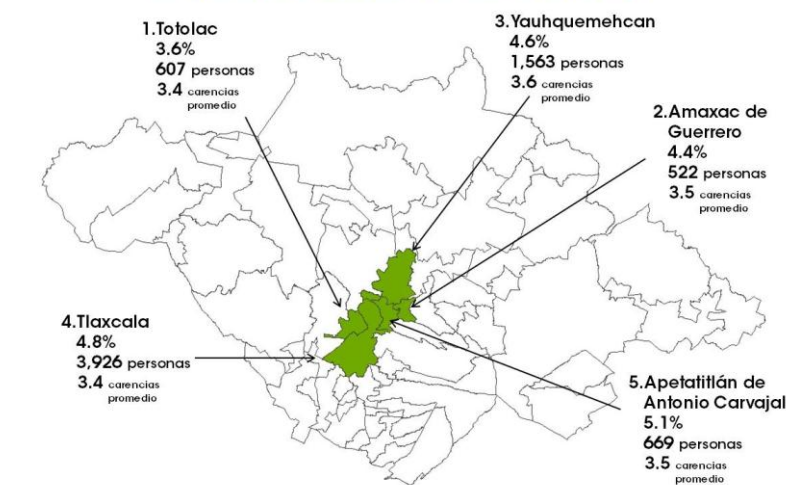 1.Totolac
3.6%
607 personas
3.4 carencias
promedio
3.Yauhquemehcan
4.6%
1,563 personas
3.6 carencias
promedio
2.Amaxac de
Guerrero
4.4%
522 personas
3.5 carencias
promedio
4.Tlaxcala
4.8%
3,926 personas
3.4 carencias
promedio
5.Apetatitlán de
Antonio Carvajal
5.1%
669 personas
3.5 carencias
promedio